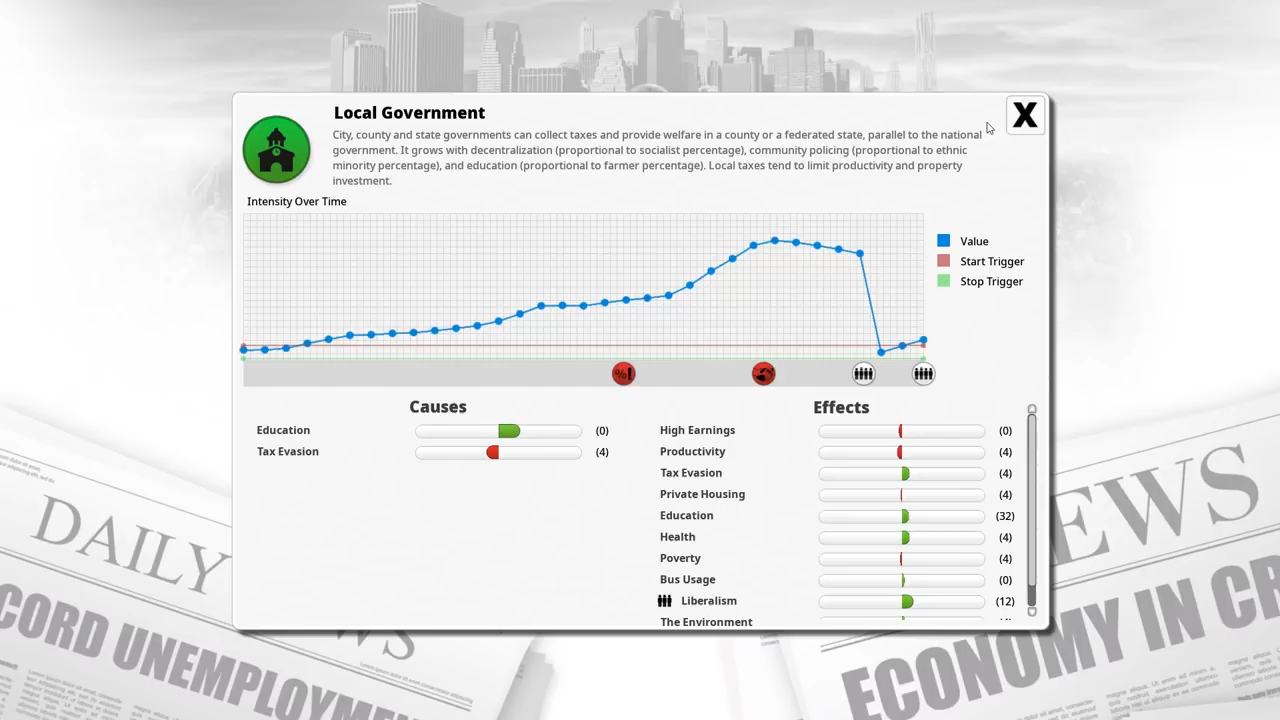 Local Government
X
City, county and state governments can collect taxes and provide welfare in a county or a federated state, parallel to the national
government. It grows with decentralization (proportional to socialist percentage), community policing (proportional to ethnic
minority percentage), and education (proportional to farmer percentage). Local taxes tend to limit productivity and property
investment.
Intensity Over Time
Value
Start Trigger
Stop Trigger
%!
Causes
Education (0)
Tax Evasion (4)
Effects
High Earnings (0)
Productivity (4)
Tax Evasion (4)
Private Housing (4)
Education (32)
Health (4)
Poverty (4)
Bus Usage (0)
Liberalism (12)
The Environment
DAILY
WS
CORD UNEMPLOYME
EWS
ECONOMY IN CR